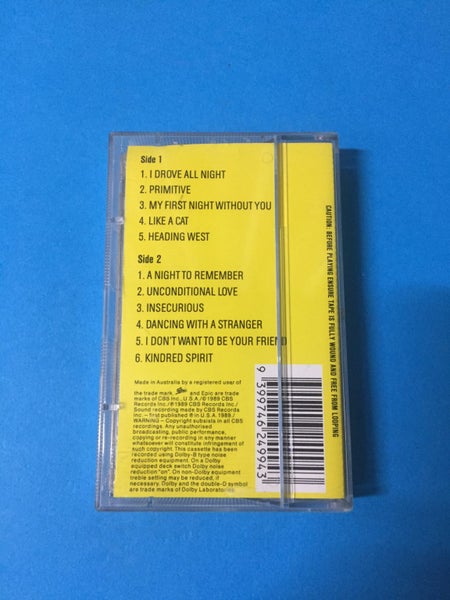 Side 1
1. I DROVE ALL NIGHT
2. PRIMITIVE
3. MY FIRST NIGHT WITHOUT YOU
4. LIKE A CAT
5. HEADING WEST
Side 2
1. A NIGHT TO REMEMBER
2. UNCONDITIONAL LOVE
3. INSECURIOUS
4. DANCING WITH A STRANGER
5. I DON'T WANT TO BE YOUR FRIEND
6. KINDRED SPIRIT
Made in Australia by a registered user of
the trade mark Epic and Epic are trade
marks of CBS Inc., U.S.A./© 1989 CBS
Records Inc./℗ 1989 CBS Records Inc./
Sound recording made by CBS Records
Inc. — first published ℗ in U.S.A. 1989./
WARNING — Copyright subsists in all CBS
recordings. Any unauthorised
broadcasting, public performance,
copying or re-recording in any manner
whatsoever will constitute infringement of
such copyright. This cassette has been
recorded using Dolby-B type noise
reduction equipment. On a Dolby
equipped deck switch Dolby noise
reduction "on". On non-Dolby equipment
treble setting may be reduced, if
necessary. Dolby and the double-D symbol
are trade marks of Dolby Laboratories.
9 399746 249943
CAUTION: BEFORE PLAYING ENSURE TAPE IS FULLY WOUND AND FREE FROM LOOPING